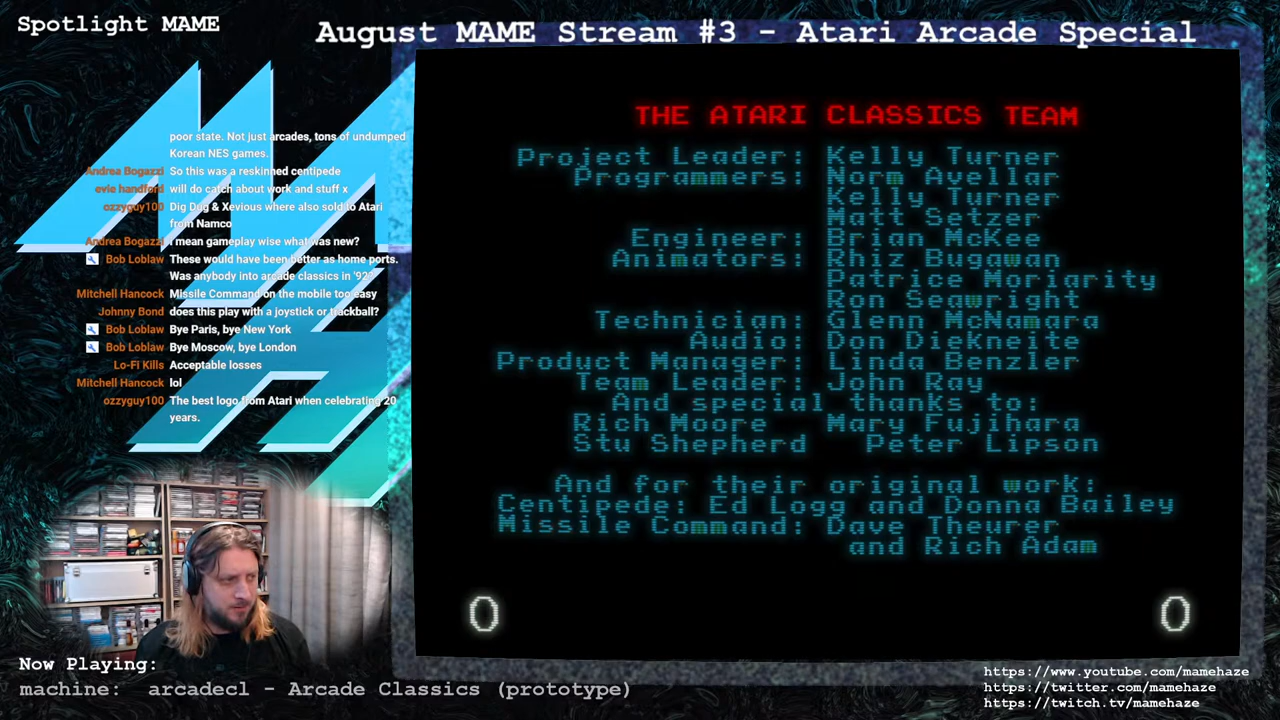 Spotlight MAME
August MAME Stream #3 - Atari Arcade Special
poor state. Not just arcades, tons of undumped
Korean NES games.
Andrea Bogazzi So this was a reskinned centipede
evie handford will do catch about work and stuff x
ozzyguy100 Dig Dug & Xevious where also sold to Atari
from Namco
Andrea Bogazzi I mean gameplay wise what was new?
Bob Loblaw These would have been better as home ports.
Was anybody into arcade classics in '92?
Mitchell Hancock Missile Command on the mobile too easy
Johnny Bond does this play with a joystick or trackball?
Bob Loblaw Bye Paris, bye New York
Bob Loblaw Bye Moscow, bye London
Lo-FI Kills Acceptable losses
Mitchell Hancock lol
ozzyguy100 The best logo from Atari when celebrating 20
years.
THE ATARI CLASSICS TEAM
Project Leader: Kelly Turner
Programmers: Norm Avellar
Kelly Turner
Matt Setzer
Engineer: Brian McKee
Animators: Rhiz Bugawan
Patrice Moriarity
Ron Seawright
Technician: Glenn McNamara
Audio: Don DieKneite
Product Manager: Linda Benzler
Team Leader: John Ray
And special thanks to:
Rich Moore Mary Fujihara
Stu Shepherd Peter Lipson
And for their original work:
Centipede: Ed Logg and Donna Bailey
Missile Command: Dave Theurer
and Rich Adam
0 0
Now Playing:
machine: arcadecl - Arcade Classics (prototype)
https://www.youtube.com/mamehaze
https://twitter.com/mamehaze
https://twitch.tv/mamehaze